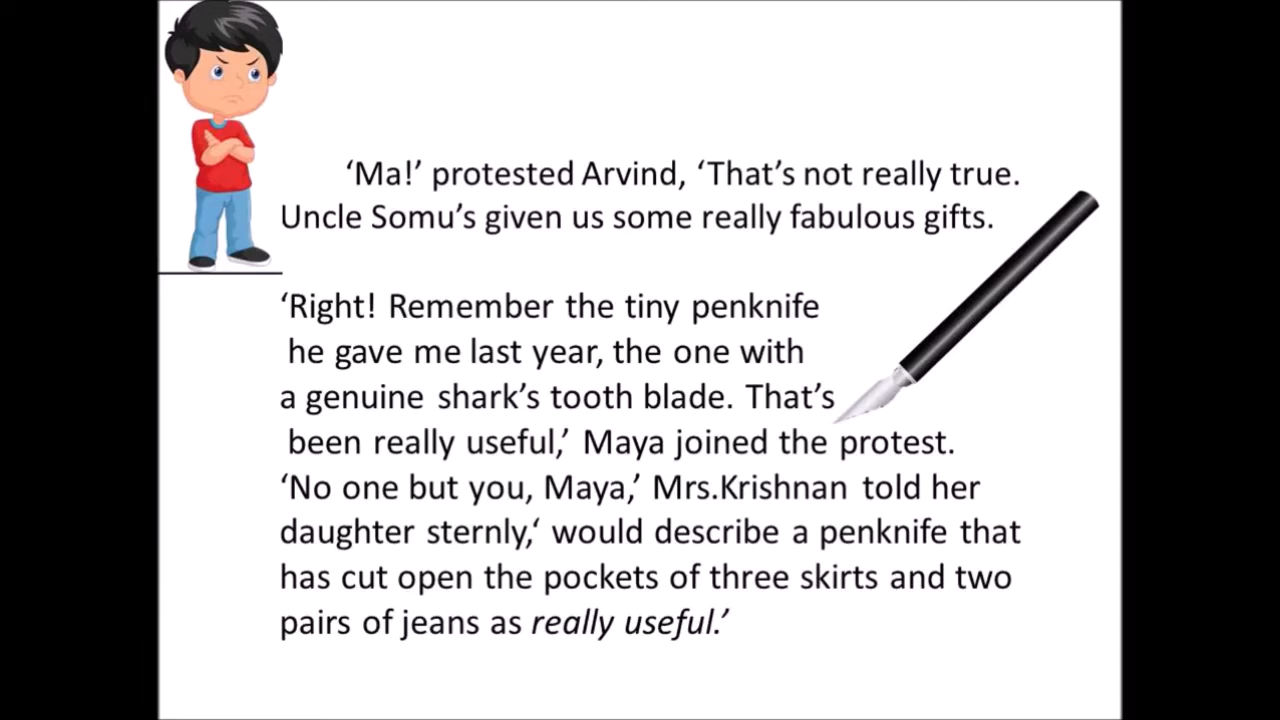 ‘Ma!’ protested Arvind, ‘That’s not really true.
Uncle Somu’s given us some really fabulous gifts.
‘Right! Remember the tiny penknife
he gave me last year, the one with
a genuine shark’s tooth blade. That’s
been really useful,’ Maya joined the protest.
‘No one but you, Maya,’ Mrs.Krishnan told her
daughter sternly,‘ would describe a penknife that
has cut open the pockets of three skirts and two
pairs of jeans as really useful.’